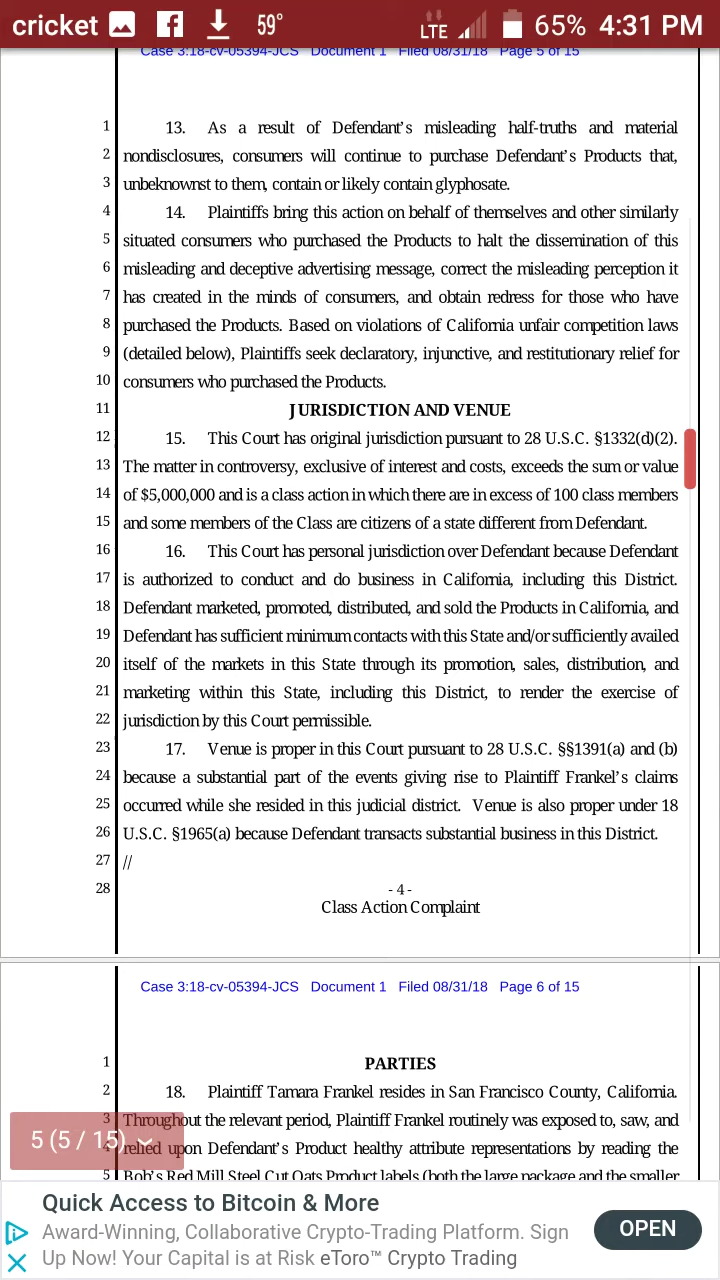 cricket 59° LTE 65% 4:31 PM
Case 3:18-cv-05394-JCS Document 1 Filed 08/31/18 Page 5 of 15
1 13. As a result of Defendant's misleading half-truths and material
2 nondisclosures, consumers will continue to purchase Defendant's Products that,
3 unbeknownst to them, contain or likely contain glyphosate.
4 14. Plaintiffs bring this action on behalf of themselves and other similarly
5 situated consumers who purchased the Products to halt the dissemination of this
6 misleading and deceptive advertising message, correct the misleading perception it
7 has created in the minds of consumers, and obtain redress for those who have
8 purchased the Products. Based on violations of California unfair competition laws
9 (detailed below), Plaintiffs seek declaratory, injunctive, and restitutionary relief for
10 consumers who purchased the Products.
11 JURISDICTION AND VENUE
12 15. This Court has original jurisdiction pursuant to 28 U.S.C. §1332(d)(2).
13 The matter in controversy, exclusive of interest and costs, exceeds the sum or value
14 of $5,000,000 and is a class action in which there are in excess of 100 class members
15 and some members of the Class are citizens of a state different from Defendant.
16 16. This Court has personal jurisdiction over Defendant because Defendant
17 is authorized to conduct and do business in California, including this District.
18 Defendant marketed, promoted, distributed, and sold the Products in California, and
19 Defendant has sufficient minimum contacts with this State and/or sufficiently availed
20 itself of the markets in this State through its promotion, sales, distribution, and
21 marketing within this State, including this District, to render the exercise of
22 jurisdiction by this Court permissible.
23 17. Venue is proper in this Court pursuant to 28 U.S.C. §§1391(a) and (b)
24 because a substantial part of the events giving rise to Plaintiff Frankel's claims
25 occurred while she resided in this judicial district. Venue is also proper under 18
26 U.S.C. §1965(a) because Defendant transacts substantial business in this District.
27 //
28 - 4 -
Class Action Complaint
Case 3:18-cv-05394-JCS Document 1 Filed 08/31/18 Page 6 of 15
1 PARTIES
2 18. Plaintiff Tamara Frankel resides in San Francisco County, California.
3 Throughout the relevant period, Plaintiff Frankel routinely was exposed to, saw, and
5 (5 / 15)
4 relied upon Defendant's Product healthy attribute representations by reading the
5 Bob's Red Mill Steel Cut Oats Product labels (both the large package and the smaller
Quick Access to Bitcoin & More
Award-Winning, Collaborative Crypto-Trading Platform. Sign
Up Now! Your Capital is at Risk eToro™ Crypto Trading
OPEN